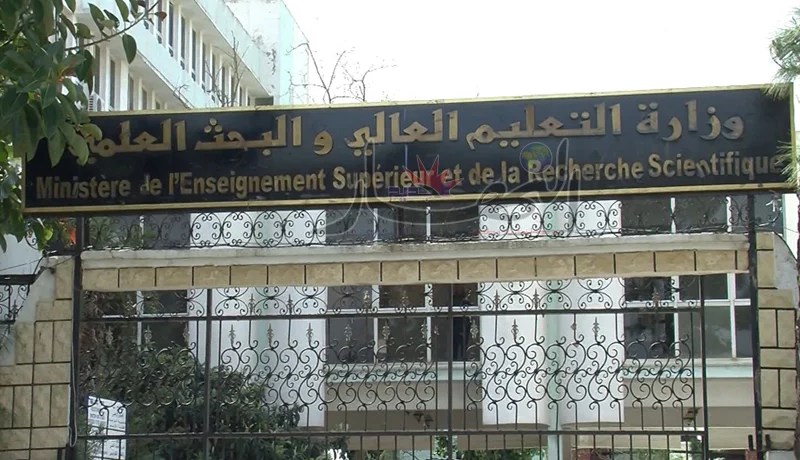 وزارة التعليم العالي و البحث العلمي
Ministère de l'Enseignement Supérieur et de la Recherche Scientifique